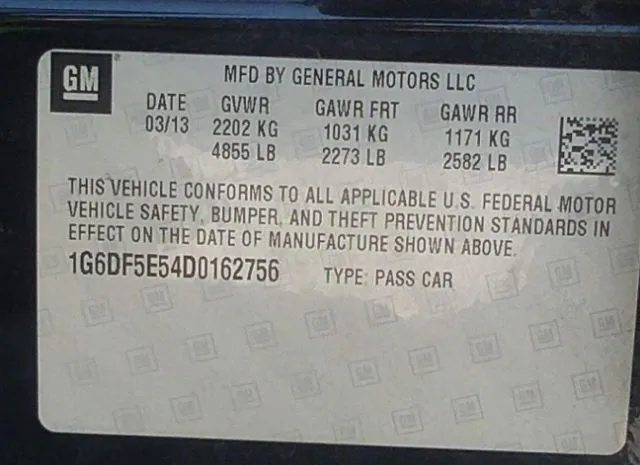 GM
MFD BY GENERAL MOTORS LLC
DATE GVWR GAWR FRT GAWR RR
03/13 2202 KG 1031 KG 1171 KG
4855 LB 2273 LB 2582 LB
THIS VEHICLE CONFORMS TO ALL APPLICABLE U.S. FEDERAL MOTOR
VEHICLE SAFETY, BUMPER, AND THEFT PREVENTION STANDARDS IN
EFFECT ON THE DATE OF MANUFACTURE SHOWN ABOVE.
1G6DF5E54D0162756 TYPE: PASS CAR